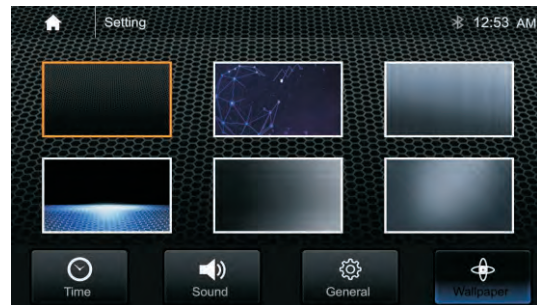 Setting
12:53 AM
Time
Sound
General
Wallpaper